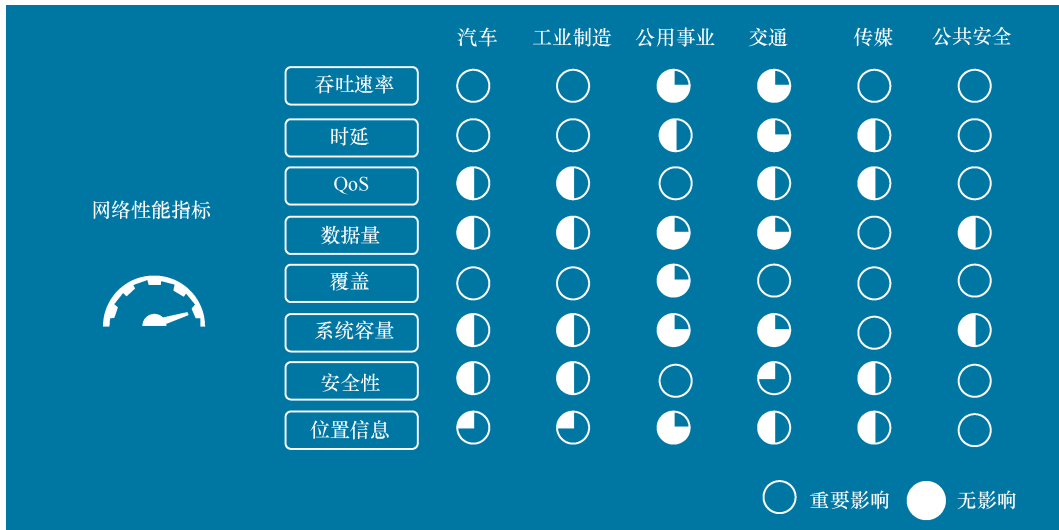 汽车 工业制造 公用事业 交通 传媒 公共安全
吞吐速率
时延
QoS
网络性能指标
数据量
覆盖
系统容量
安全性
位置信息
重要影响 无影响